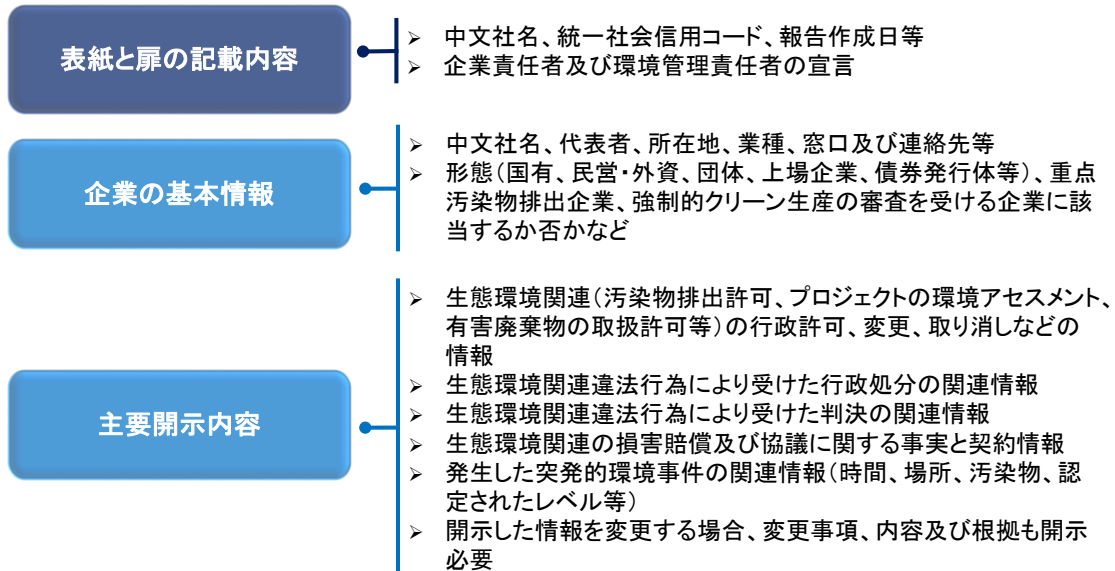 表紙と扉の記載内容
➢ 中文社名、統一社会信用コード、報告作成日等
➢ 企業責任者及び環境管理責任者の宣言
企業の基本情報
➢ 中文社名、代表者、所在地、業種、窓口及び連絡先等
➢ 形態(国有、民営・外資、団体、上場企業、債券発行体等)、重点
汚染物排出企業、強制的クリーン生産の審査を受ける企業に該
当するか否かなど
主要開示内容
➢ 生態環境関連(汚染物排出許可、プロジェクトの環境アセスメント、
有害廃棄物の取扱許可等)の行政許可、変更、取り消しなどの
情報
➢ 生態環境関連違法行為により受けた行政処分の関連情報
➢ 生態環境関連違法行為により受けた判決の関連情報
➢ 生態環境関連の損害賠償及び協議に関する事実と契約情報
➢ 発生した突発的環境事件の関連情報(時間、場所、汚染物、認
定されたレベル等)
➢ 開示した情報を変更する場合、変更事項、内容及び根拠も開示
必要